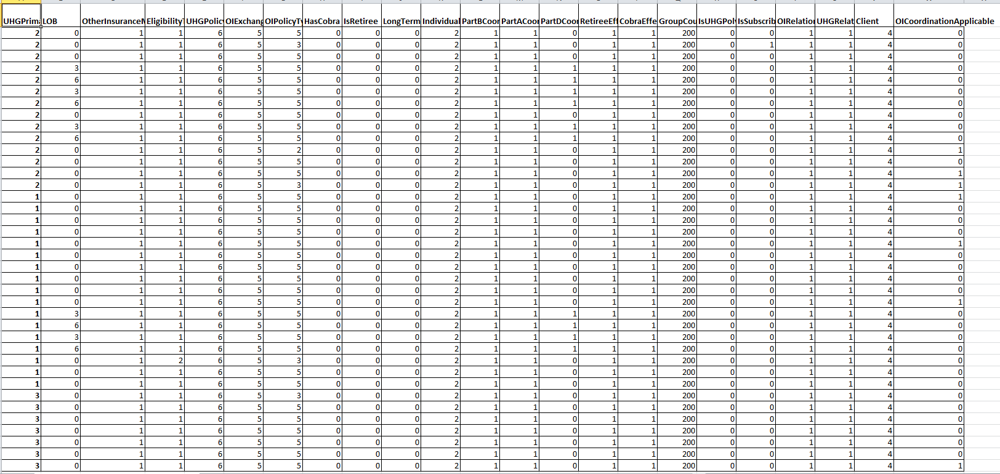 UHGPrim LOB OtherInsuranceM Eligibility UHGPolic OIExchang OIPolicyTy HasCobra IsRetiree LongTerm Individual PartBCoor PartACoor PartDCoor RetireeEff CobraEffe GroupCou IsUHGPol IsSubscrib OIRelation UHGRelat Client OICoordinationApplicable
2 0 1 1 6 5 5 0 0 0 2 1 1 0 1 1 200 0 0 1 1 4 0
2 0 1 1 6 5 3 0 0 0 2 1 1 0 1 1 200 0 1 1 1 4 0
2 0 1 1 6 5 5 0 0 0 2 1 1 0 1 1 200 0 0 1 1 4 0
2 3 1 1 6 5 5 0 0 0 2 1 1 1 1 1 200 0 0 1 1 4 0
2 6 1 1 6 5 5 0 0 0 2 1 1 1 1 1 200 0 0 1 1 4 0
2 3 1 1 6 5 5 0 0 0 2 1 1 1 1 1 200 0 0 1 1 4 0
2 6 1 1 6 5 5 0 0 0 2 1 1 1 1 1 200 0 0 1 1 4 0
2 0 1 1 6 5 5 0 0 0 2 1 1 0 1 1 200 0 0 1 1 4 0
2 3 1 1 6 5 5 0 0 0 2 1 1 1 1 1 200 0 0 1 1 4 0
2 6 1 1 6 5 5 0 0 0 2 1 1 1 1 1 200 0 0 1 1 4 0
2 0 1 1 6 5 2 0 0 0 2 1 1 0 1 1 200 0 0 1 1 4 1
2 0 1 1 6 5 5 0 0 0 2 1 1 0 1 1 200 0 0 1 1 4 0
2 0 1 1 6 5 5 0 0 0 2 1 1 0 1 1 200 0 0 1 1 4 1
2 0 1 1 6 5 3 0 0 0 2 1 1 0 1 1 200 0 0 1 1 4 1
1 0 1 1 6 5 5 0 0 0 2 1 1 0 1 1 200 0 0 1 1 4 1
1 0 1 1 6 5 5 0 0 0 2 1 1 0 1 1 200 0 0 1 1 4 0
1 0 1 1 6 5 5 0 0 0 2 1 1 0 1 1 200 0 0 1 1 4 0
1 0 1 1 6 5 5 0 0 0 2 1 1 0 1 1 200 0 0 1 1 4 0
1 0 1 1 6 5 5 0 0 0 2 1 1 0 1 1 200 0 0 1 1 4 1
1 0 1 1 6 5 5 0 0 0 2 1 1 0 1 1 200 0 0 1 1 4 0
1 0 1 1 6 5 5 0 0 0 2 1 1 0 1 1 200 0 0 1 1 4 0
1 0 1 1 6 5 5 0 0 0 2 1 1 0 1 1 200 0 0 1 1 4 0
1 0 1 1 6 5 5 0 0 0 2 1 1 0 1 1 200 0 0 1 1 4 0
1 0 1 1 6 5 5 0 0 0 2 1 1 0 1 1 200 0 0 1 1 4 1
1 3 1 1 6 5 5 0 0 0 2 1 1 1 1 1 200 0 0 1 1 4 0
1 6 1 1 6 5 5 0 0 0 2 1 1 1 1 1 200 0 0 1 1 4 0
1 3 1 1 6 5 5 0 0 0 2 1 1 1 1 1 200 0 0 1 1 4 0
1 6 1 1 6 5 5 0 0 0 2 1 1 1 1 1 200 0 0 1 1 4 0
1 0 1 2 6 5 3 0 0 0 2 1 1 0 1 1 200 0 0 1 1 4 0
1 0 1 1 6 5 5 0 0 0 2 1 1 0 1 1 200 0 0 1 1 4 0
1 0 1 1 6 5 5 0 0 0 2 1 1 0 1 1 200 0 0 1 1 4 0
3 0 1 1 6 5 3 0 0 0 2 1 1 0 1 1 200 0 0 1 1 4 0
3 0 1 1 6 5 5 0 0 0 2 1 1 0 1 1 200 0 0 1 1 4 0
3 0 1 1 6 5 5 0 0 0 2 1 1 0 1 1 200 0 0 1 1 4 0
3 0 1 1 6 5 5 0 0 0 2 1 1 0 1 1 200 0 0 1 1 4 0
3 0 1 1 6 5 5 0 0 0 2 1 1 0 1 1 200 0 0 1 1 4 0
3 0 1 1 6 5 5 0 0 0 2 1 1 0 1 1 200 0 0 1 1 4 0
3 0 1 1 6 5 5 0 0 0 2 1 1 0 1 1 200 0 0 1 1 4 1